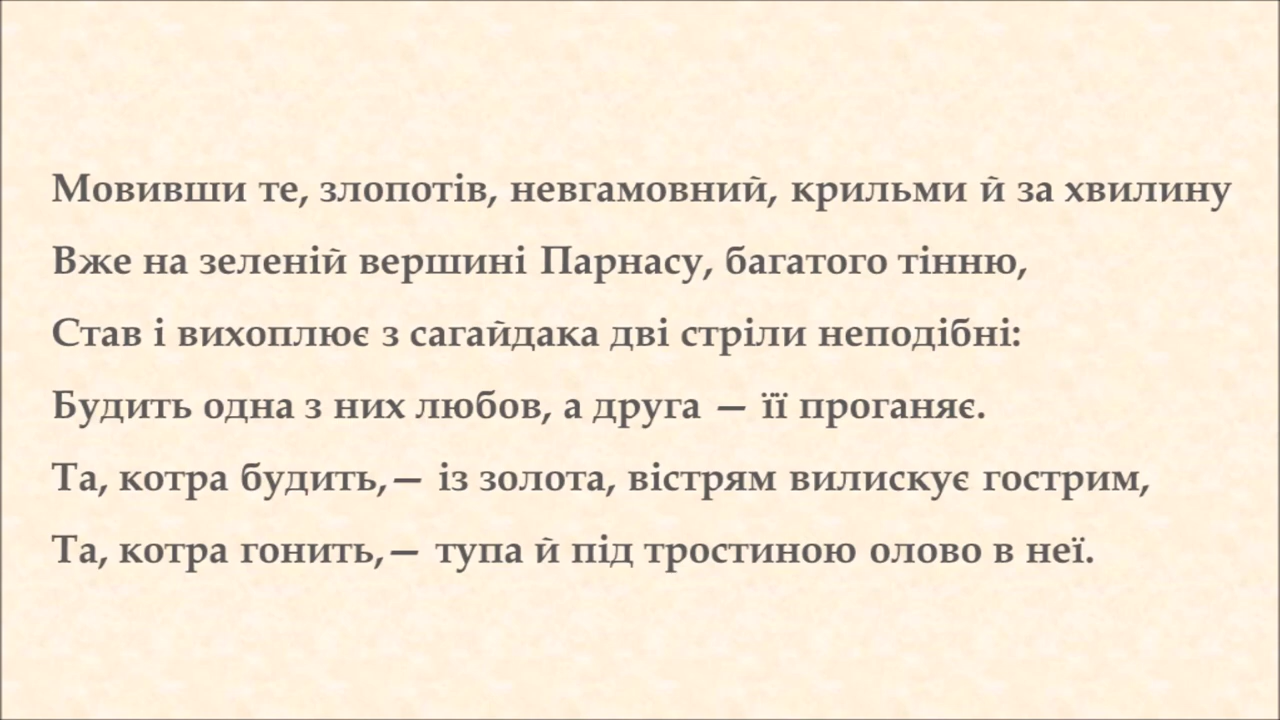 Мовивши те, злопотів, невгамовний, крильми й за хвилину
Вже на зеленій вершині Парнасу, багатого тінню,
Став і вихоплює з сагайдака дві стріли неподібні:
Будить одна з них любов, а друга — її проганяє.
Та, котра будить,— із золота, вістрям вилискує гострим,
Та, котра гонить,— тупа й під тростиною олово в неї.